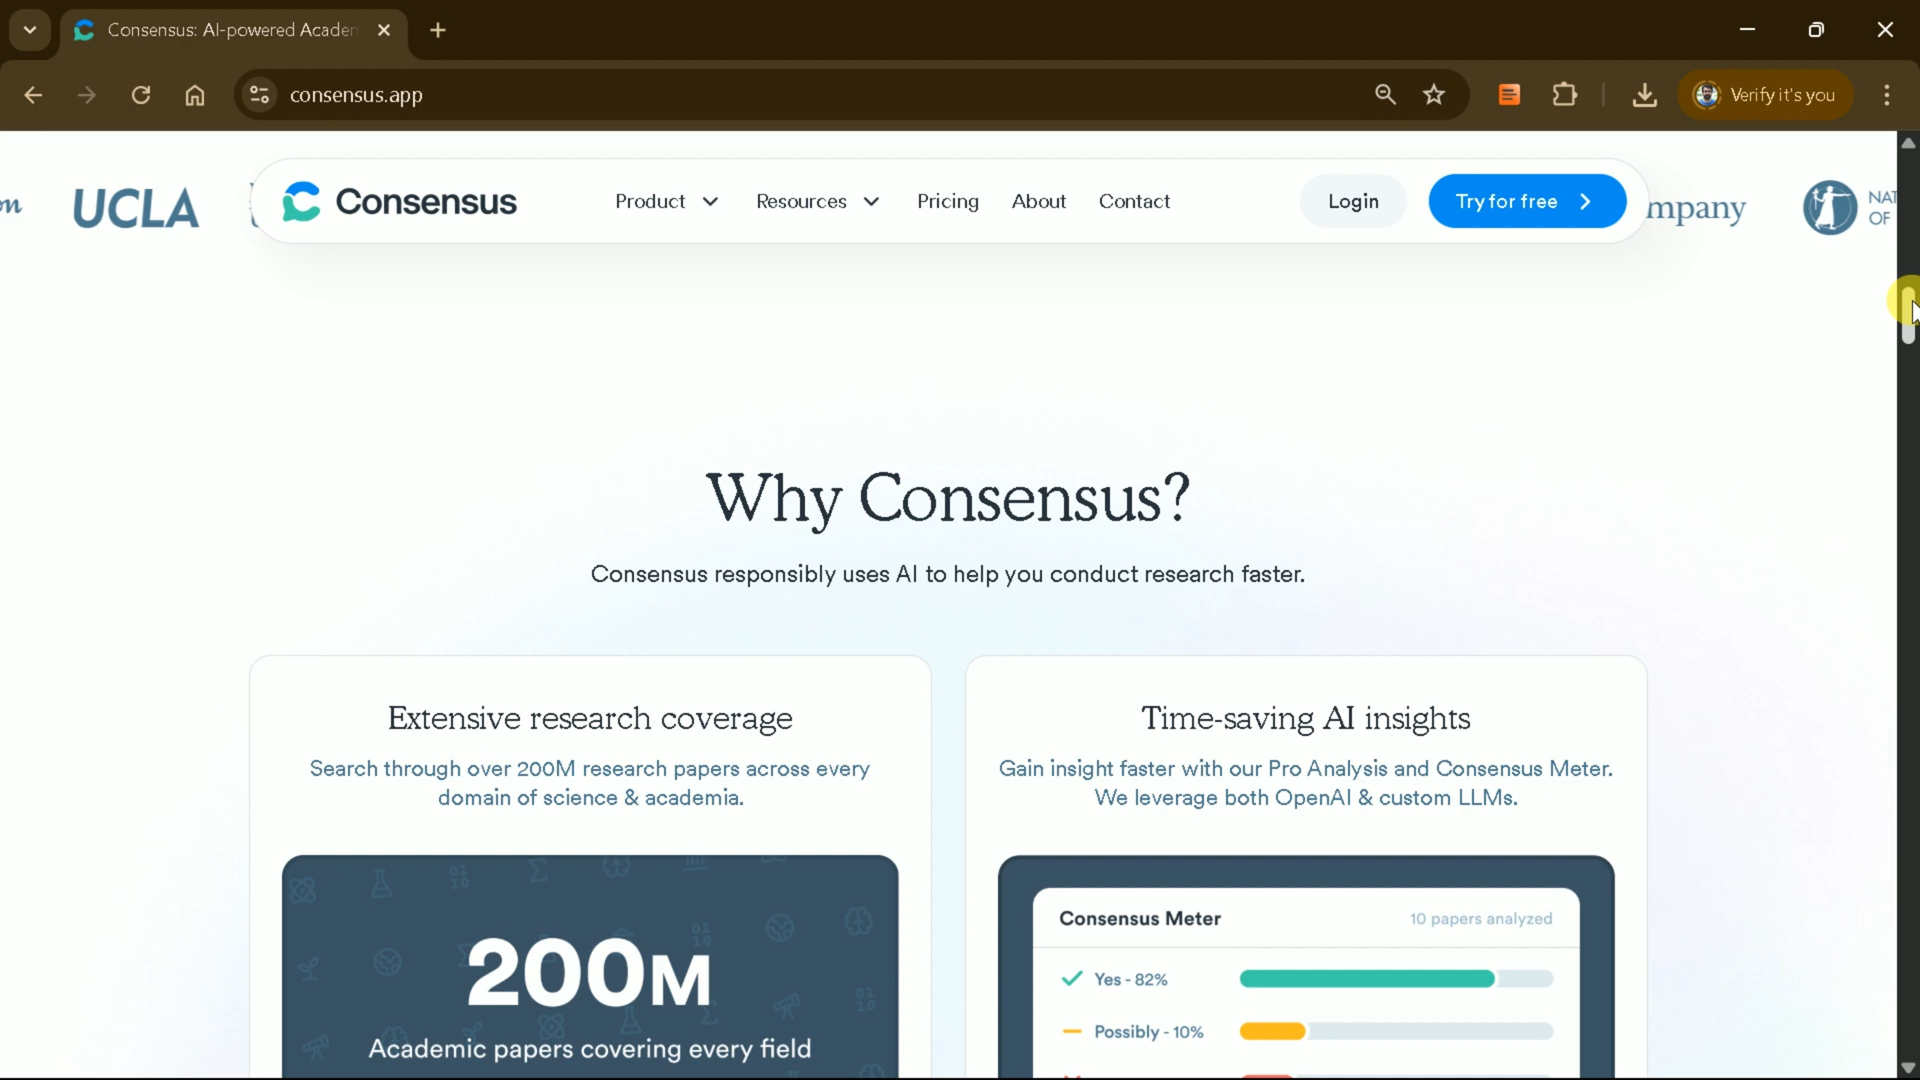 Consensus: AI-powered Acaden
consensus.app
Verify it's you
on
UCLA
Consensus
Product
Resources
Pricing
About
Contact
Login
Try for free
mpany
NAT
OF
Why Consensus?
Consensus responsibly uses AI to help you conduct research faster.
Extensive research coverage
Search through over 200M research papers across every
domain of science & academia.
200M
Academic papers covering every field
Time-saving AI insights
Gain insight faster with our Pro Analysis and Consensus Meter.
We leverage both OpenAI & custom LLMs.
Consensus Meter
10 papers analyzed
Yes - 82%
Possibly - 10%